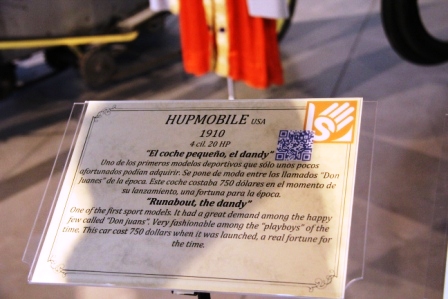 HUPMOBILE USA
1910
4 cil. 20 HP
"El coche pequeño, el dandy"
Uno de los primeros modelos deportivos que sólo unos pocos
afortunados podían adquirir. Se pone de moda entre los llamados "Don
Juanes" de la época. Este coche costaba 750 dólares en el momento de
su lanzamiento, una fortuna para la época.
"Runabout, the dandy"
One of the first sport models. It had a great demand among the happy
few called "Don Juans". Very fashionable among the "playboys" of the
time. This car cost 750 dollars when it was launched, a real fortune for
the time.